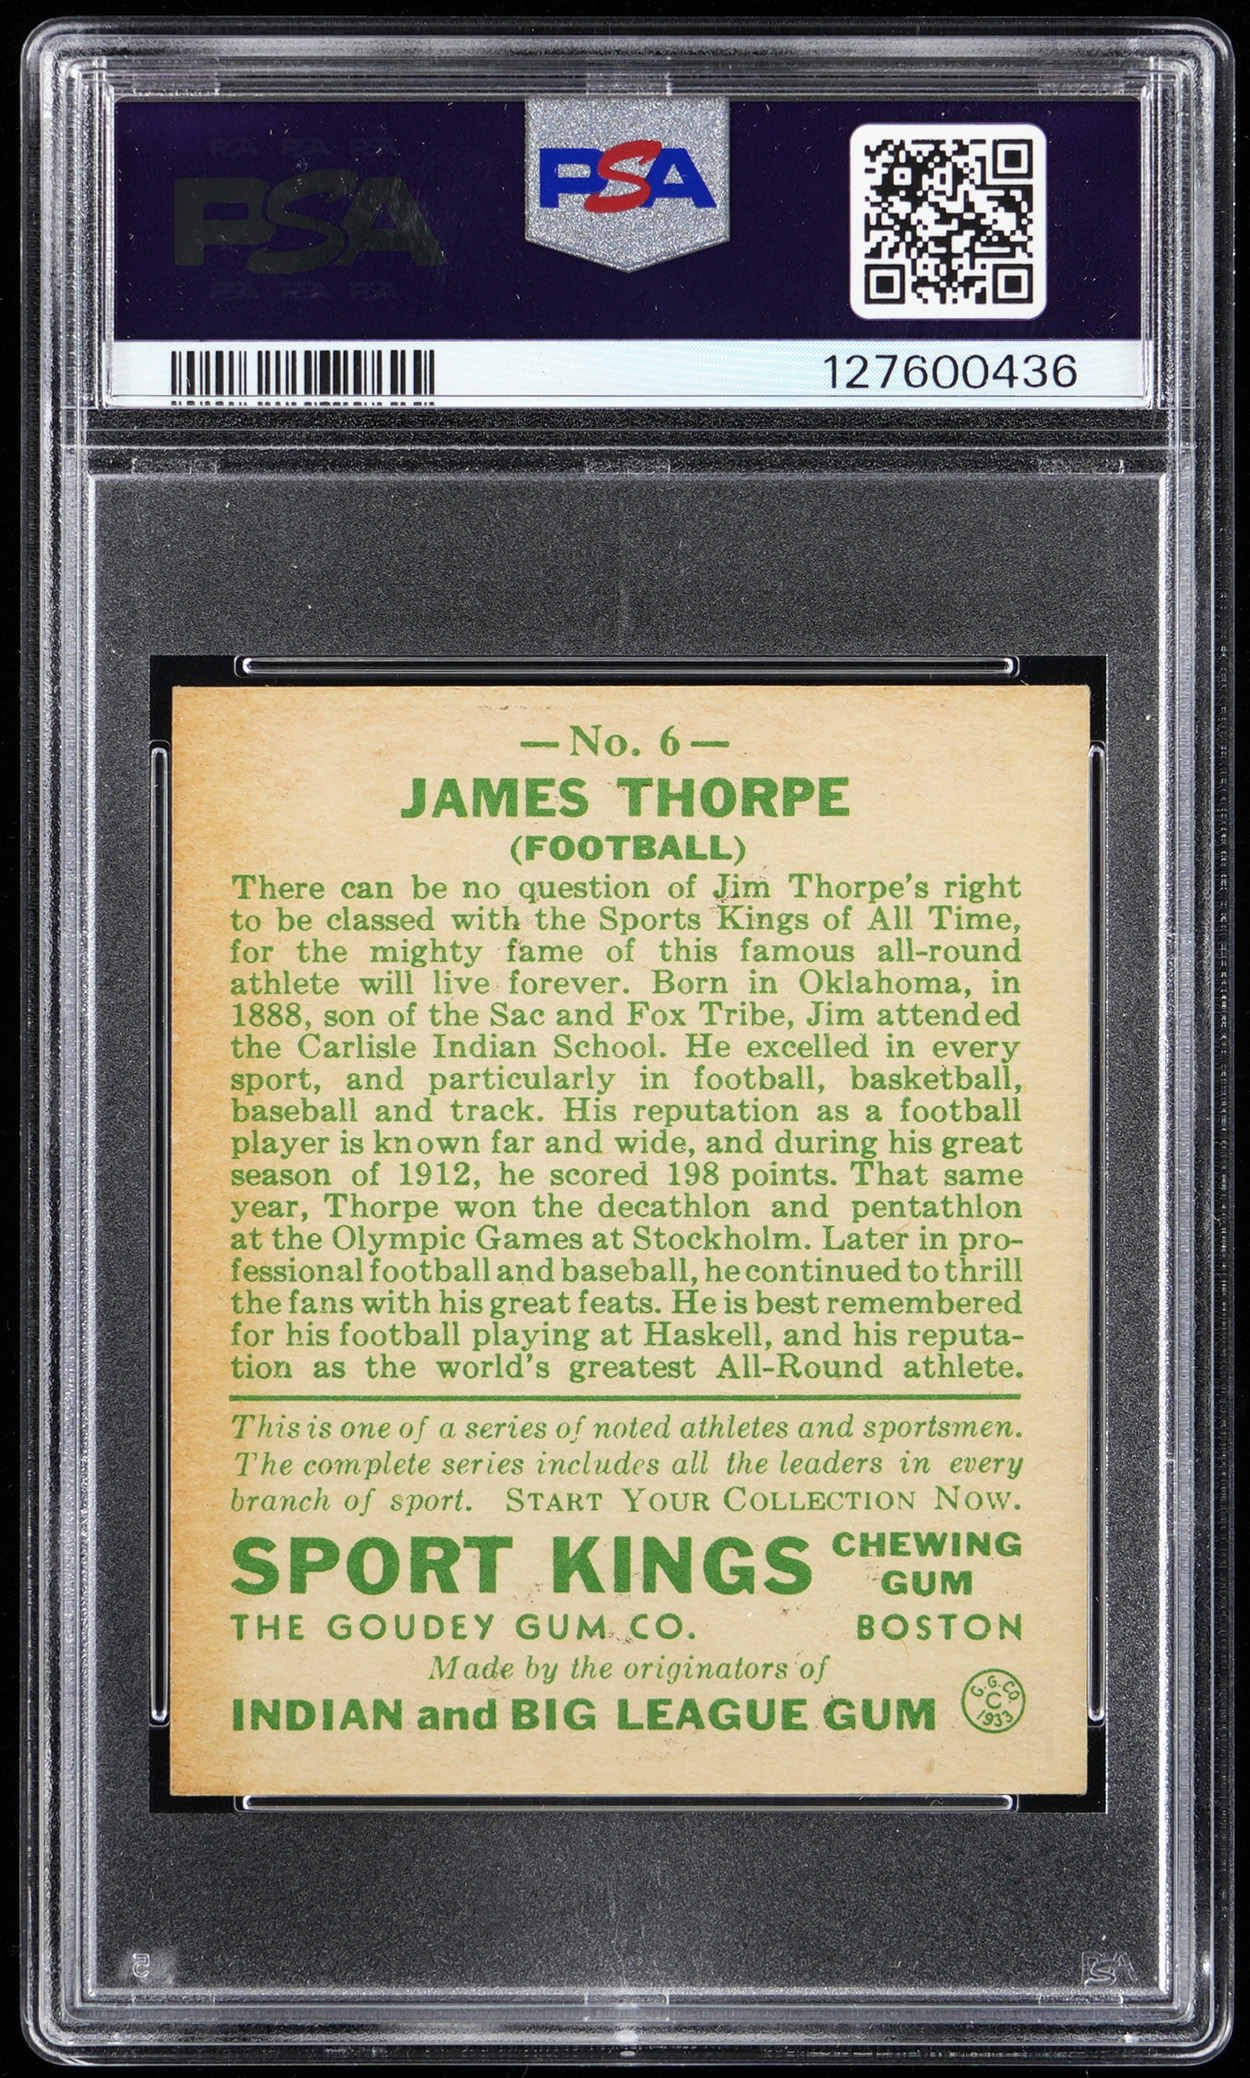 PSA PSA PSA
PSA
PSA PSA PSA
PSA
127600436
—No. 6—
JAMES THORPE
(FOOTBALL)
There can be no question of Jim Thorpe's right
to be classed with the Sports Kings of All Time,
for the mighty fame of this famous all-round
athlete will live forever. Born in Oklahoma, in
1888, son of the Sac and Fox Tribe, Jim attended
the Carlisle Indian School. He excelled in every
sport, and particularly in football, basketball,
baseball and track. His reputation as a football
player is known far and wide, and during his great
season of 1912, he scored 198 points. That same
year, Thorpe won the decathlon and pentathlon
at the Olympic Games at Stockholm. Later in pro-
fessional football and baseball, he continued to thrill
the fans with his great feats. He is best remembered
for his football playing at Haskell, and his reputa-
tion as the world's greatest All-Round athlete.
This is one of a series of noted athletes and sportsmen.
The complete series includes all the leaders in every
branch of sport. START YOUR COLLECTION NOW.
SPORT KINGS CHEWING GUM
THE GOUDEY GUM CO. BOSTON
Made by the originators of
INDIAN and BIG LEAGUE GUM
G.G.CO.
C
1933
PSA